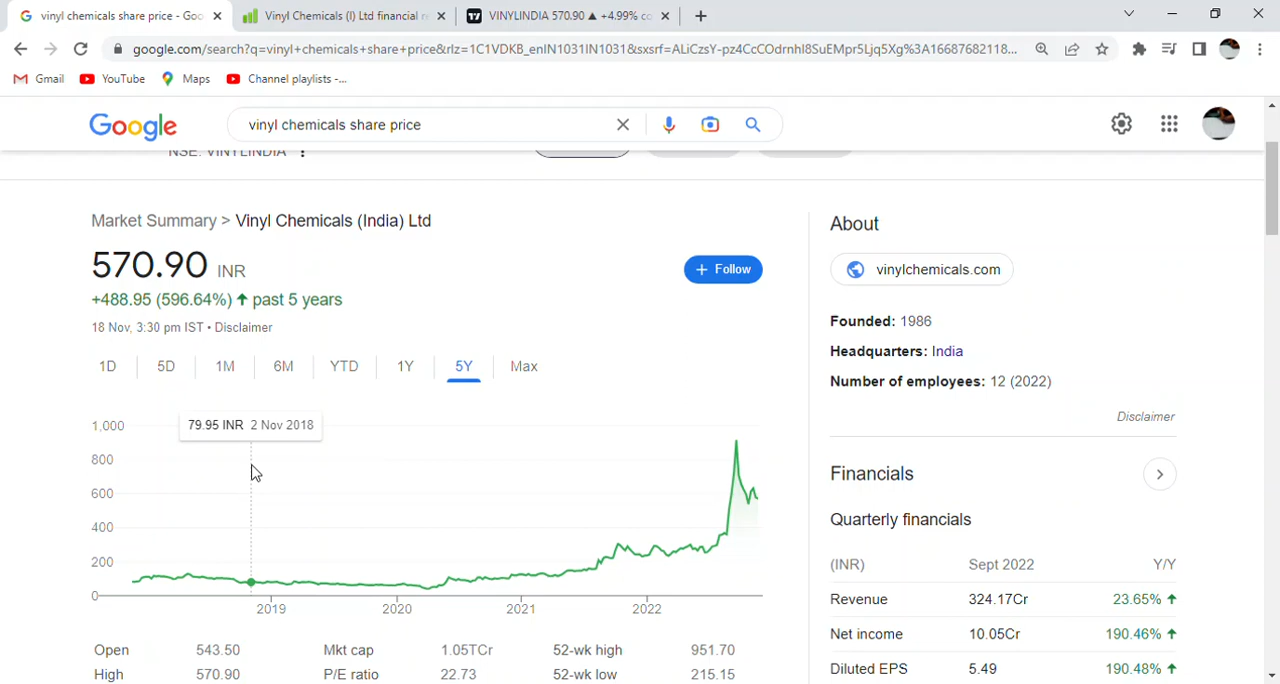 vinyl chemicals share price - Goo
Vinyl Chemicals (I) Ltd financial r
VINYLINDIA 570.90 ▲ +4.99% co
google.com/search?q=vinyl+chemicals+share+price&rlz=1C1VDKB_enIN1031IN1031&sxsrf=ALiCzsY-pz4CcCOdrnhl8SuEMpr5Ljq5Xg%3A16687682118...
Gmail
YouTube
Maps
Channel playlists -...
Google
vinyl chemicals share price
NSE: VINYLINDIA
Market Summary > Vinyl Chemicals (India) Ltd
570.90 INR
+ Follow
+488.95 (596.64%) ↑ past 5 years
18 Nov, 3:30 pm IST • Disclaimer
1D 5D 1M 6M YTD 1Y 5Y Max
79.95 INR 2 Nov 2018
1,000
800
600
400
200
0
2019 2020 2021 2022
Open 543.50 Mkt cap 1.05TCr 52-wk high 951.70
High 570.90 P/E ratio 22.73 52-wk low 215.15
About
vinylchemicals.com
Founded: 1986
Headquarters: India
Number of employees: 12 (2022)
Disclaimer
Financials
Quarterly financials
(INR) Sept 2022 Y/Y
Revenue 324.17Cr 23.65% ↑
Net income 10.05Cr 190.46% ↑
Diluted EPS 5.49 190.48% ↑